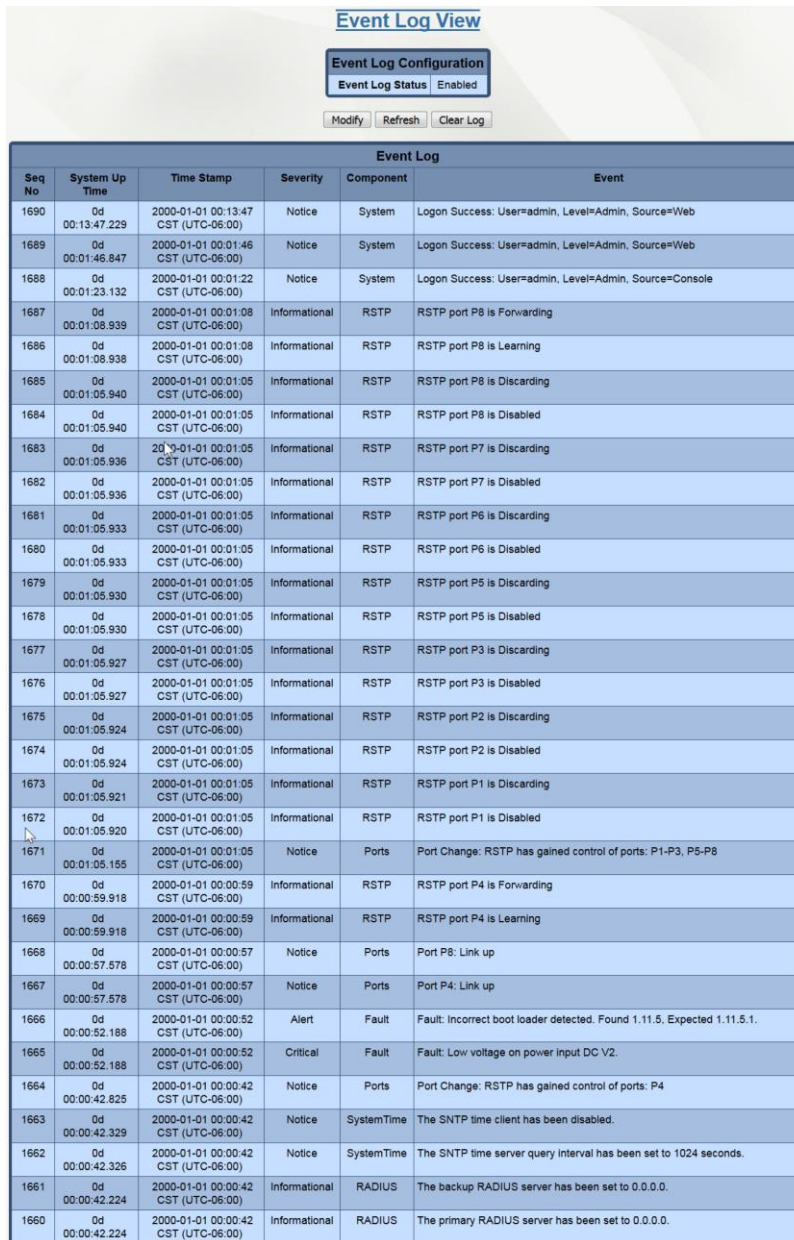 Event Log View
Event Log Configuration
Event Log Status Enabled
Modify Refresh Clear Log
Event Log
Seq No System Up Time Time Stamp Severity Component Event
1690 0d 00:13:47.229 2000-01-01 00:13:47 CST (UTC-06:00) Notice System Logon Success: User=admin, Level=Admin, Source=Web
1689 0d 00:01:46.847 2000-01-01 00:01:46 CST (UTC-06:00) Notice System Logon Success: User=admin, Level=Admin, Source=Web
1688 0d 00:01:23.132 2000-01-01 00:01:22 CST (UTC-06:00) Notice System Logon Success: User=admin, Level=Admin, Source=Console
1687 0d 00:01:08.939 2000-01-01 00:01:08 CST (UTC-06:00) Informational RSTP RSTP port P8 is Forwarding
1686 0d 00:01:08.938 2000-01-01 00:01:08 CST (UTC-06:00) Informational RSTP RSTP port P8 is Learning
1685 0d 00:01:05.940 2000-01-01 00:01:05 CST (UTC-06:00) Informational RSTP RSTP port P8 is Discarding
1684 0d 00:01:05.940 2000-01-01 00:01:05 CST (UTC-06:00) Informational RSTP RSTP port P8 is Disabled
1683 0d 00:01:05.936 2000-01-01 00:01:05 CST (UTC-06:00) Informational RSTP RSTP port P7 is Discarding
1682 0d 00:01:05.936 2000-01-01 00:01:05 CST (UTC-06:00) Informational RSTP RSTP port P7 is Disabled
1681 0d 00:01:05.933 2000-01-01 00:01:05 CST (UTC-06:00) Informational RSTP RSTP port P6 is Discarding
1680 0d 00:01:05.933 2000-01-01 00:01:05 CST (UTC-06:00) Informational RSTP RSTP port P6 is Disabled
1679 0d 00:01:05.930 2000-01-01 00:01:05 CST (UTC-06:00) Informational RSTP RSTP port P5 is Discarding
1678 0d 00:01:05.930 2000-01-01 00:01:05 CST (UTC-06:00) Informational RSTP RSTP port P5 is Disabled
1677 0d 00:01:05.927 2000-01-01 00:01:05 CST (UTC-06:00) Informational RSTP RSTP port P3 is Discarding
1676 0d 00:01:05.927 2000-01-01 00:01:05 CST (UTC-06:00) Informational RSTP RSTP port P3 is Disabled
1675 0d 00:01:05.924 2000-01-01 00:01:05 CST (UTC-06:00) Informational RSTP RSTP port P2 is Discarding
1674 0d 00:01:05.924 2000-01-01 00:01:05 CST (UTC-06:00) Informational RSTP RSTP port P2 is Disabled
1673 0d 00:01:05.921 2000-01-01 00:01:05 CST (UTC-06:00) Informational RSTP RSTP port P1 is Discarding
1672 0d 00:01:05.920 2000-01-01 00:01:05 CST (UTC-06:00) Informational RSTP RSTP port P1 is Disabled
1671 0d 00:01:05.155 2000-01-01 00:01:05 CST (UTC-06:00) Notice Ports Port Change: RSTP has gained control of ports: P1-P3, P5-P8
1670 0d 00:00:59.918 2000-01-01 00:00:59 CST (UTC-06:00) Informational RSTP RSTP port P4 is Forwarding
1669 0d 00:00:59.918 2000-01-01 00:00:59 CST (UTC-06:00) Informational RSTP RSTP port P4 is Learning
1668 0d 00:00:57.578 2000-01-01 00:00:57 CST (UTC-06:00) Notice Ports Port P8: Link up
1667 0d 00:00:57.578 2000-01-01 00:00:57 CST (UTC-06:00) Notice Ports Port P4: Link up
1666 0d 00:00:52.188 2000-01-01 00:00:52 CST (UTC-06:00) Alert Fault Fault: Incorrect boot loader detected. Found 1.11.5, Expected 1.11.5.1.
1665 0d 00:00:52.188 2000-01-01 00:00:52 CST (UTC-06:00) Critical Fault Fault: Low voltage on power input DC V2.
1664 0d 00:00:42.825 2000-01-01 00:00:42 CST (UTC-06:00) Notice Ports Port Change: RSTP has gained control of ports: P4
1663 0d 00:00:42.329 2000-01-01 00:00:42 CST (UTC-06:00) Notice SystemTime The SNTP time client has been disabled.
1662 0d 00:00:42.326 2000-01-01 00:00:42 CST (UTC-06:00) Notice SystemTime The SNTP time server query interval has been set to 1024 seconds.
1661 0d 00:00:42.224 2000-01-01 00:00:42 CST (UTC-06:00) Informational RADIUS The backup RADIUS server has been set to 0.0.0.0.
1660 0d 00:00:42.224 2000-01-01 00:00:42 CST (UTC-06:00) Informational RADIUS The primary RADIUS server has been set to 0.0.0.0.